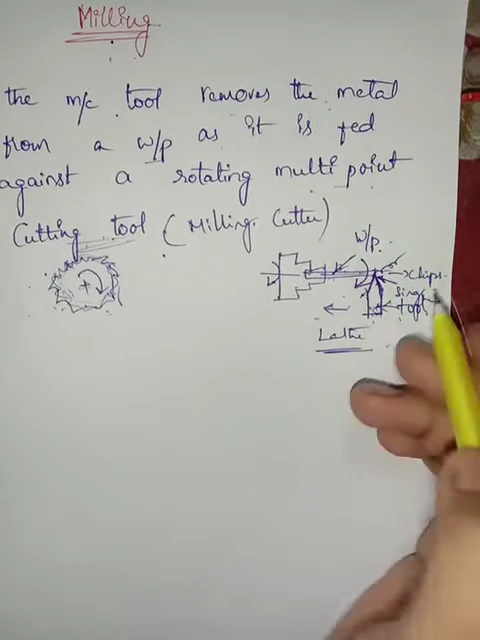 Milling
the m/c tool removes the metal
from a w/p as it is fed
against a rotating multi point
Cutting tool (Milling Cutter)
w/p.
chips.
tool
Lathe